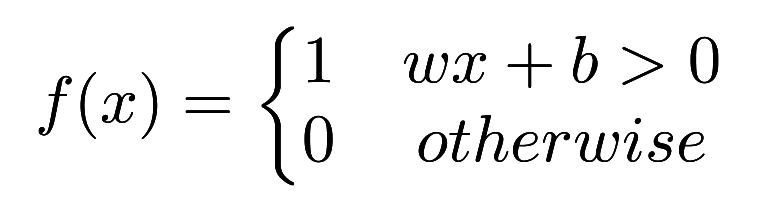 f(x) = { 1 wx + b > 0
0 otherwise